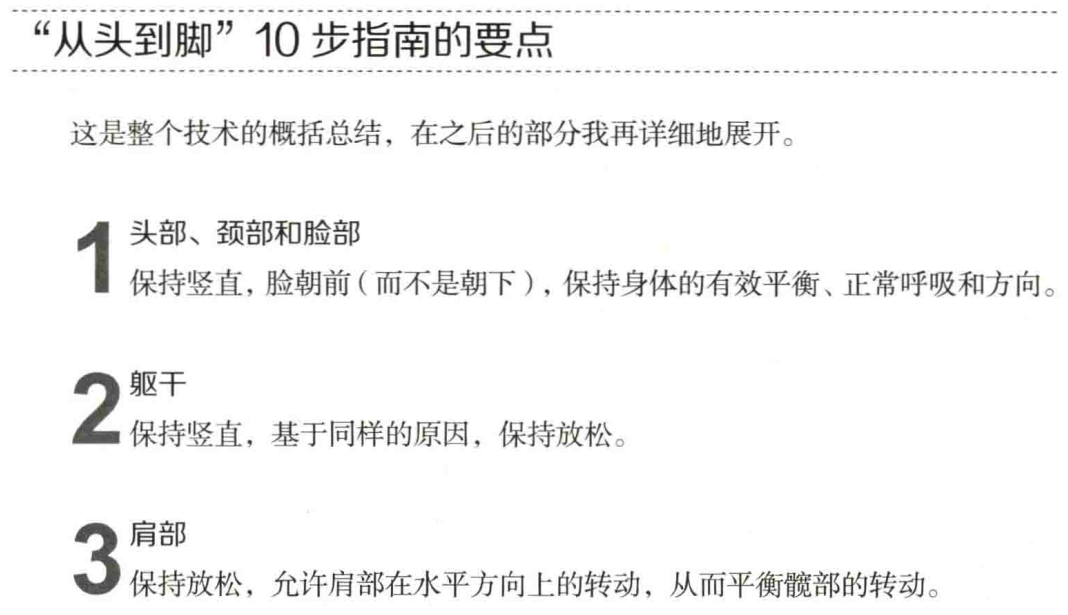 “从头到脚”10 步指南的要点
这是整个技术的概括总结，在之后的部分我再详细地展开。
1 头部、颈部和脸部
保持竖直，脸朝前（而不是朝下），保持身体的有效平衡、正常呼吸和方向。
2 躯干
保持竖直，基于同样的原因，保持放松。
3 肩部
保持放松，允许肩部在水平方向上的转动，从而平衡髋部的转动。